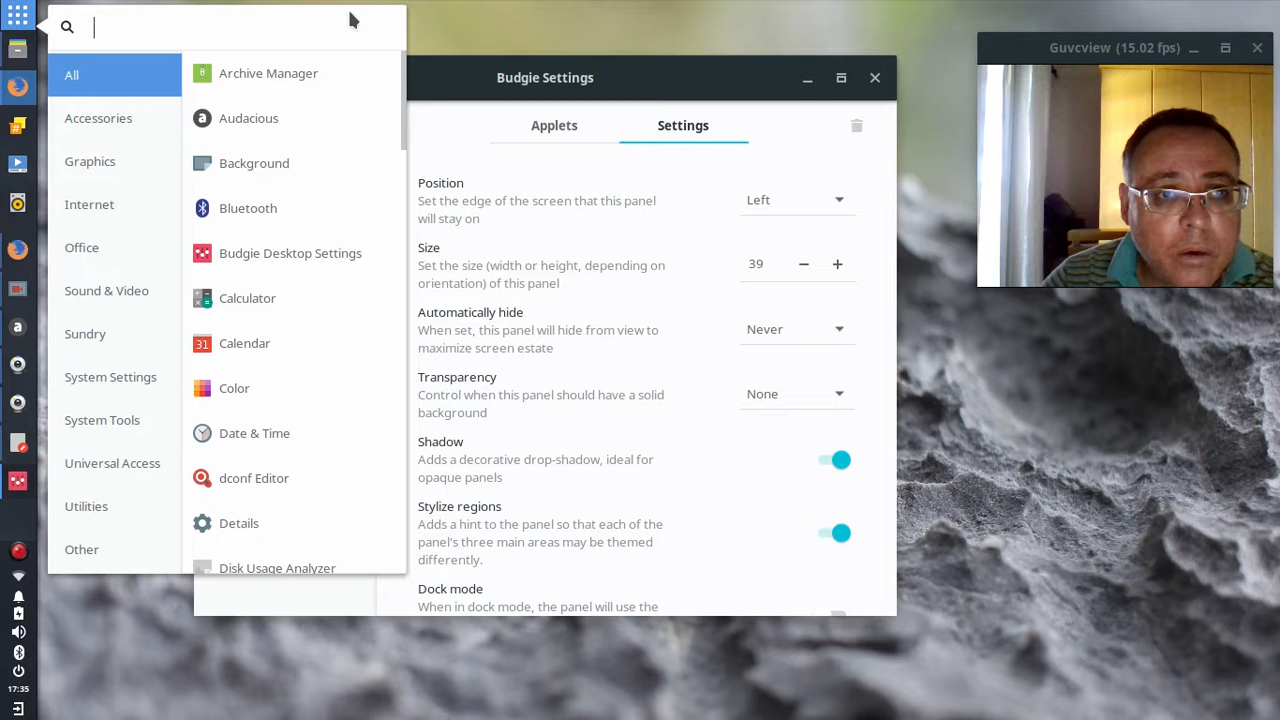 All
Accessories
Graphics
Internet
Office
Sound & Video
Sundry
System Settings
System Tools
Universal Access
Utilities
Other
Archive Manager
Audacious
Background
Bluetooth
Budgie Desktop Settings
Calculator
31
Calendar
Color
Date & Time
dconf Editor
Details
Disk Usage Analyzer
Budgie Settings
Applets
Settings
Position
Set the edge of the screen that this panel
will stay on
Left
Size
Set the size (width or height, depending on
orientation) of this panel
39
Automatically hide
When set, this panel will hide from view to
maximize screen estate
Never
Transparency
Control when this panel should have a solid
background
None
Shadow
Adds a decorative drop-shadow, ideal for
opaque panels
Stylize regions
Adds a hint to the panel so that each of the
panel's three main areas may be themed
differently.
Dock mode
When in dock mode, the panel will use the
Guvcview (15.02 fps)
17:35